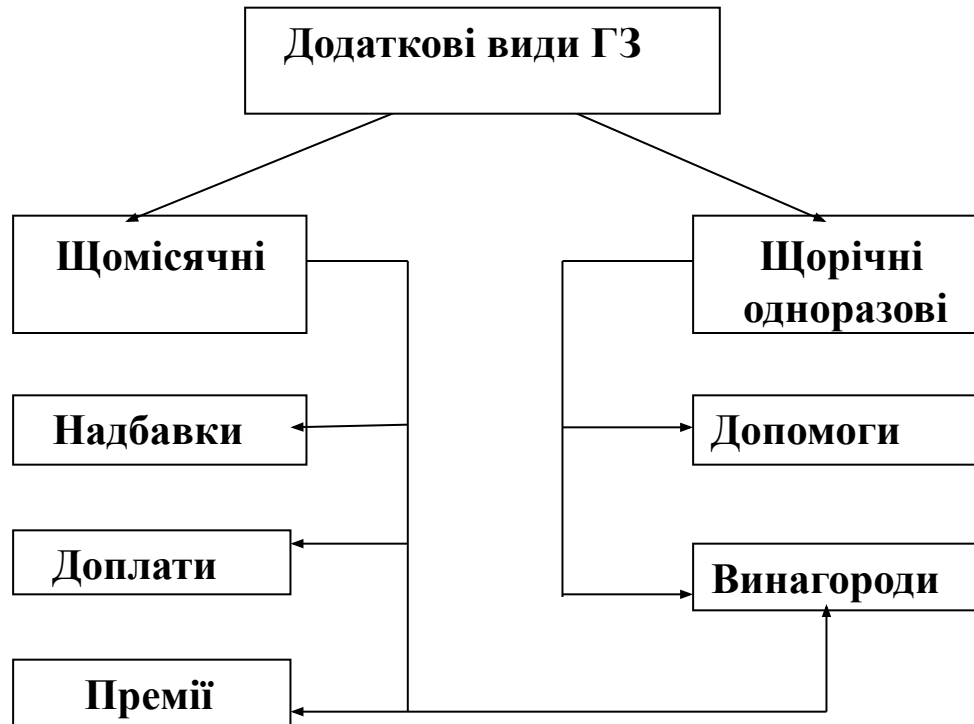 Додаткові види ГЗ
Щомісячні
Щорічні
одноразові
Надбавки
Допомоги
Доплати
Винагороди
Премії